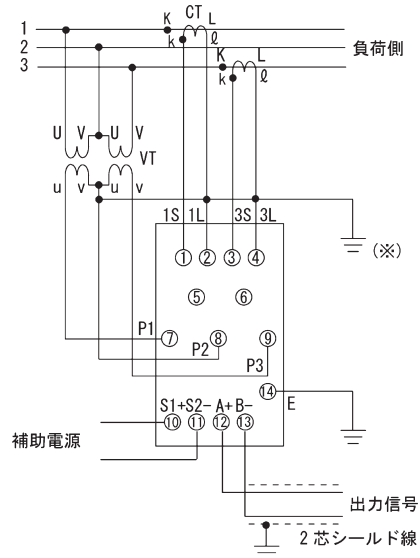 CT
K L
1
k ℓ
2
負荷側
K L
3
k ℓ
U V U V
VT
u v u v
1S 1L 3S 3L
(※)
① ② ③ ④
⑤ ⑥
P1 ⑦ ⑧ ⑨
P2
P3
⑭ E
S1+ S2- A+ B-
⑩ ⑪ ⑫ ⑬
補助電源
出力信号
2芯シールド線